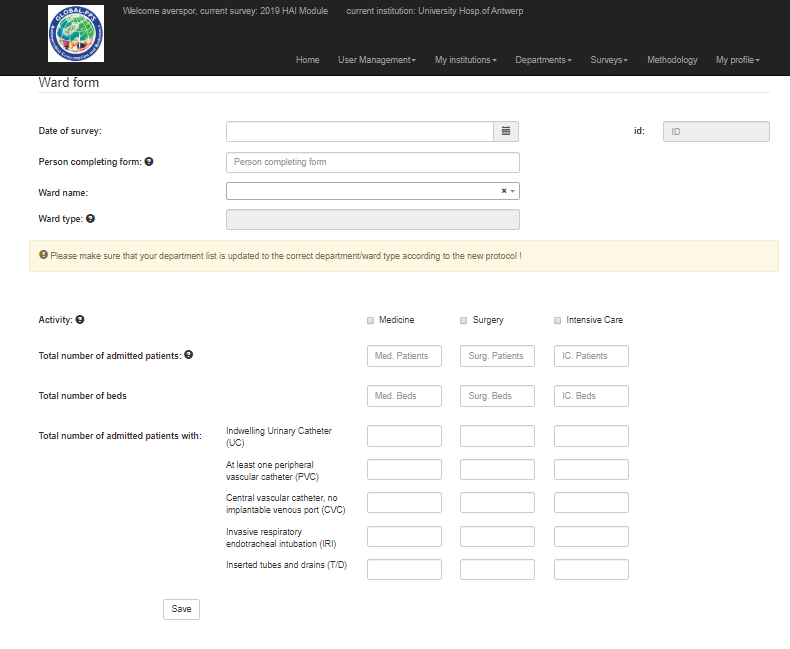 GLOBAL-PPS
Welcome averspor, current survey: 2019 HAI Module current institution: University Hosp.of Antwerp
Home User Management My institutions Departments Surveys Methodology My profile
Ward form
Date of survey: id: ID
Person completing form: ? Person completing form
Ward name: ×
Ward type: ?
! Please make sure that your department list is updated to the correct department/ward type according to the new protocol !
Activity: ? Medicine Surgery Intensive Care
Total number of admitted patients: ? Med. Patients Surg. Patients IC. Patients
Total number of beds Med. Beds Surg. Beds IC. Beds
Total number of admitted patients with: Indwelling Urinary Catheter
(UC)
At least one peripheral
vascular catheter (PVC)
Central vascular catheter, no
implantable venous port (CVC)
Invasive respiratory
endotracheal intubation (IRI)
Inserted tubes and drains (T/D)
Save